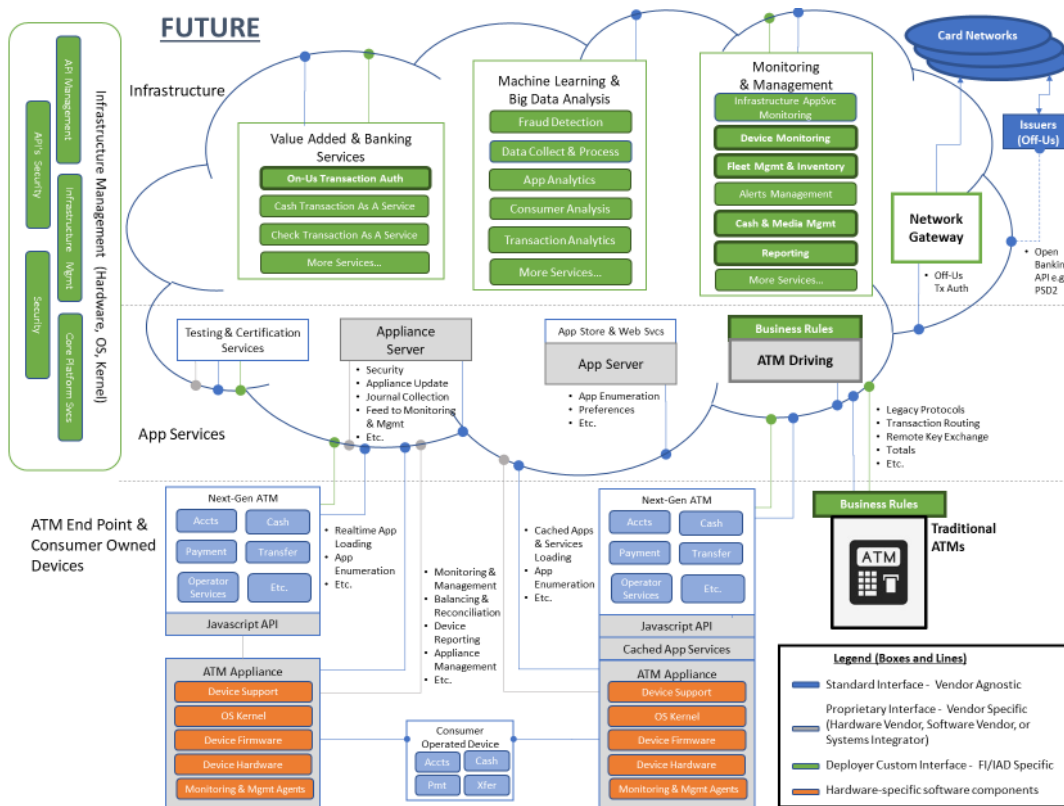 FUTURE
API Management
API's Security
Infrastructure Mgmt
Security
Core Platform Svcs
Infrastructure Management (Hardware, OS, Kernel)
Infrastructure
Value Added & Banking
Services
On-Us Transaction Auth
Cash Transaction As A Service
Check Transaction As A Service
More Services...
Machine Learning &
Big Data Analysis
Fraud Detection
Data Collect & Process
App Analytics
Consumer Analysis
Transaction Analytics
More Services...
Monitoring
& Management
Infrastructure AppSvc
Monitoring
Device Monitoring
Fleet Mgmt & Inventory
Alerts Management
Cash & Media Mgmt
Reporting
More Services...
Card Networks
Issuers
(Off-Us)
Network
Gateway
• Off-Us
Tx Auth
• Open
Banking
API e.g.
PSD2
App Services
Testing & Certification
Services
Appliance
Server
• Security
• Appliance Update
• Journal Collection
• Feed to Monitoring
& Mgmt
• Etc.
App Store & Web Svcs
App Server
• App Enumeration
• Preferences
• Etc.
Business Rules
ATM Driving
• Legacy Protocols
• Transaction Routing
• Remote Key Exchange
• Totals
• Etc.
ATM End Point &
Consumer Owned
Devices
Next-Gen ATM
Accts
Cash
Payment
Transfer
Operator
Services
Etc.
Javascript API
ATM Appliance
Device Support
OS Kernel
Device Firmware
Device Hardware
Monitoring & Mgmt Agents
• Realtime App
Loading
• App
Enumeration
• Etc.
• Monitoring &
Management
• Balancing &
Reconciliation
• Device
Reporting
• Appliance
Management
• Etc.
Consumer
Operated Device
Accts
Cash
Pmt
Xfer
• Cached Apps
& Services
Loading
• App
Enumeration
• Etc.
Next-Gen ATM
Accts
Cash
Payment
Transfer
Operator
Services
Etc.
Javascript API
Cached App Services
ATM Appliance
Device Support
OS Kernel
Device Firmware
Device Hardware
Monitoring & Mgmt Agents
Business Rules
ATM
Traditional
ATMs
Legend (Boxes and Lines)
Standard Interface - Vendor Agnostic
Proprietary Interface - Vendor Specific
(Hardware Vendor, Software Vendor, or
Systems Integrator)
Deployer Custom Interface - FI/IAD Specific
Hardware-specific software components